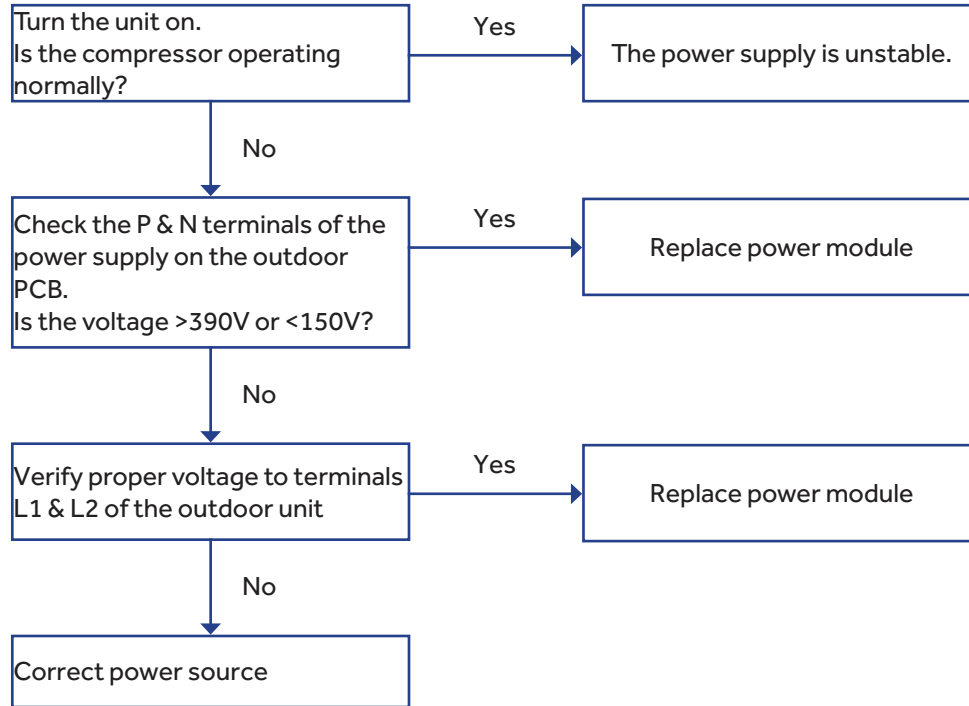 Turn the unit on.
Is the compressor operating
normally?
Yes
The power supply is unstable.
No
Check the P & N terminals of the
power supply on the outdoor
PCB.
Is the voltage >390V or <150V?
Yes
Replace power module
No
Verify proper voltage to terminals
L1 & L2 of the outdoor unit
Yes
Replace power module
No
Correct power source